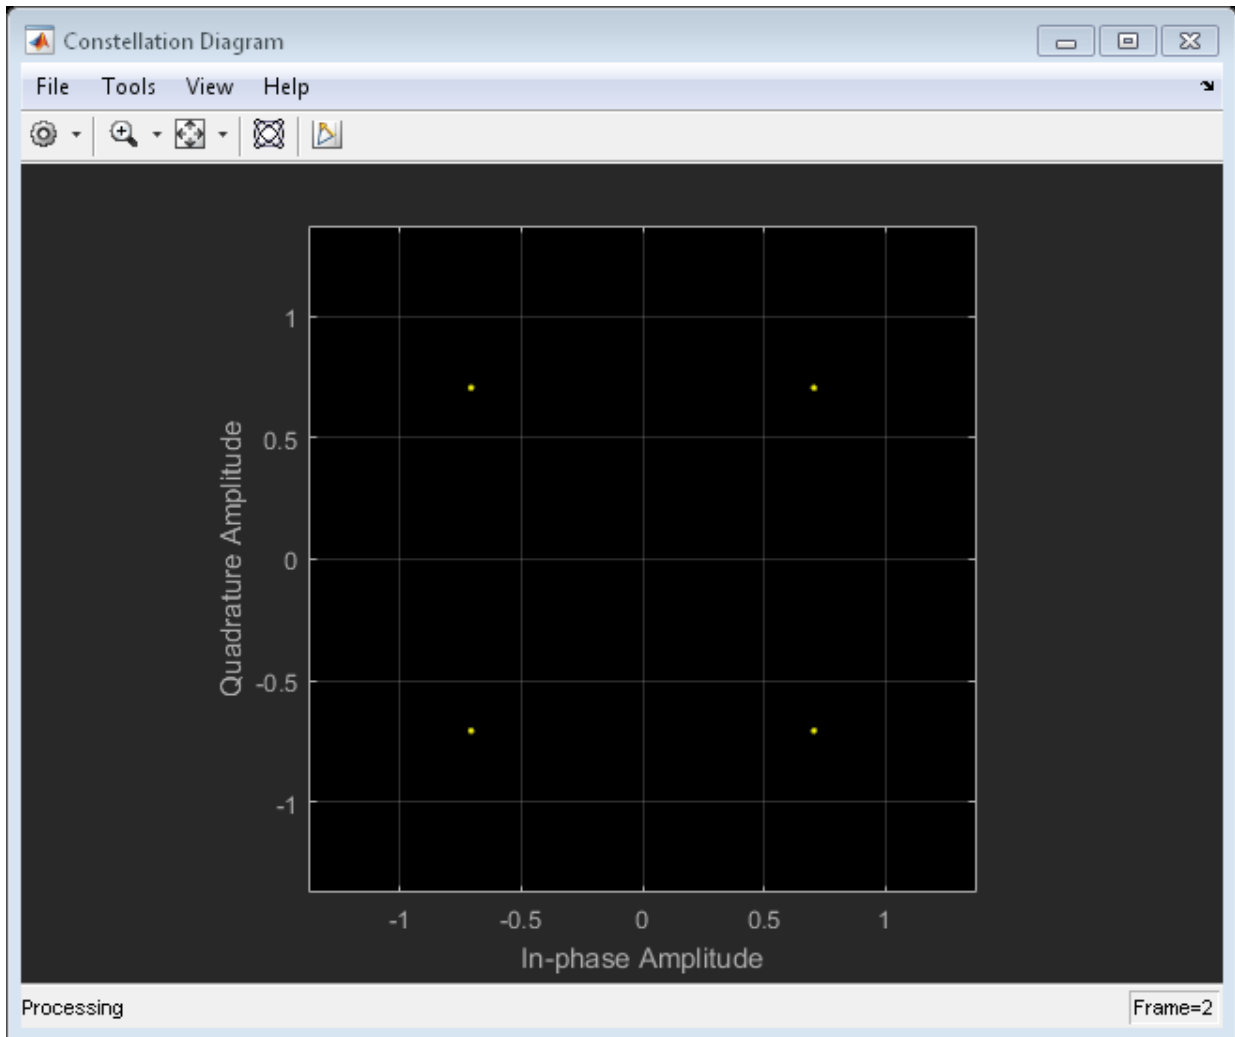 Constellation Diagram
File Tools View Help
1
0.5
0
-0.5
-1
Quadrature Amplitude
-1 -0.5 0 0.5 1
In-phase Amplitude
Processing Frame=2